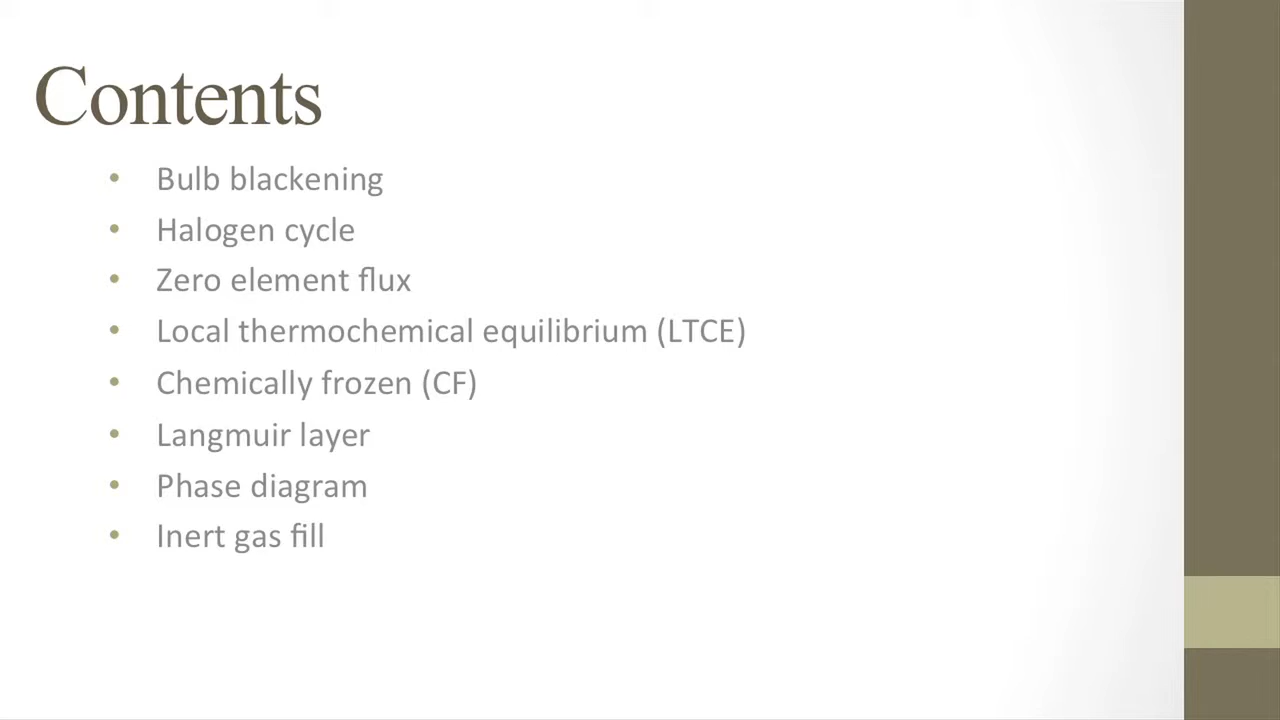 Contents
• Bulb blackening
• Halogen cycle
• Zero element flux
• Local thermochemical equilibrium (LTCE)
• Chemically frozen (CF)
• Langmuir layer
• Phase diagram
• Inert gas fill